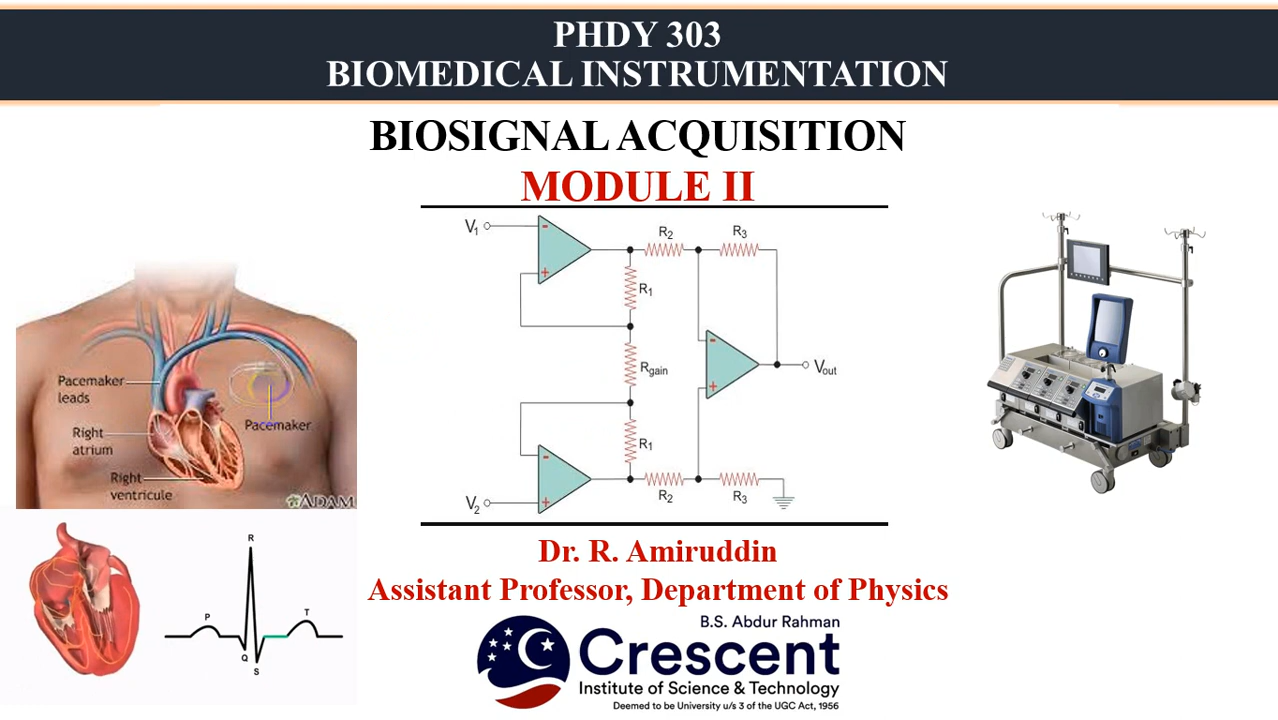 PHDY 303
BIOMEDICAL INSTRUMENTATION
BIOSIGNAL ACQUISITION
MODULE II
V1
R2
R3
R1
Rgain
Vout
R1
V2
R2
R3
Pacemaker
leads
Right
atrium
Pacemaker
Right
ventricule
ADAM
R
P
T
Q
S
Dr. R. Amiruddin
Assistant Professor, Department of Physics
B.S. Abdur Rahman
Crescent
Institute of Science & Technology
Deemed to be University u/s 3 of the UGC Act, 1956